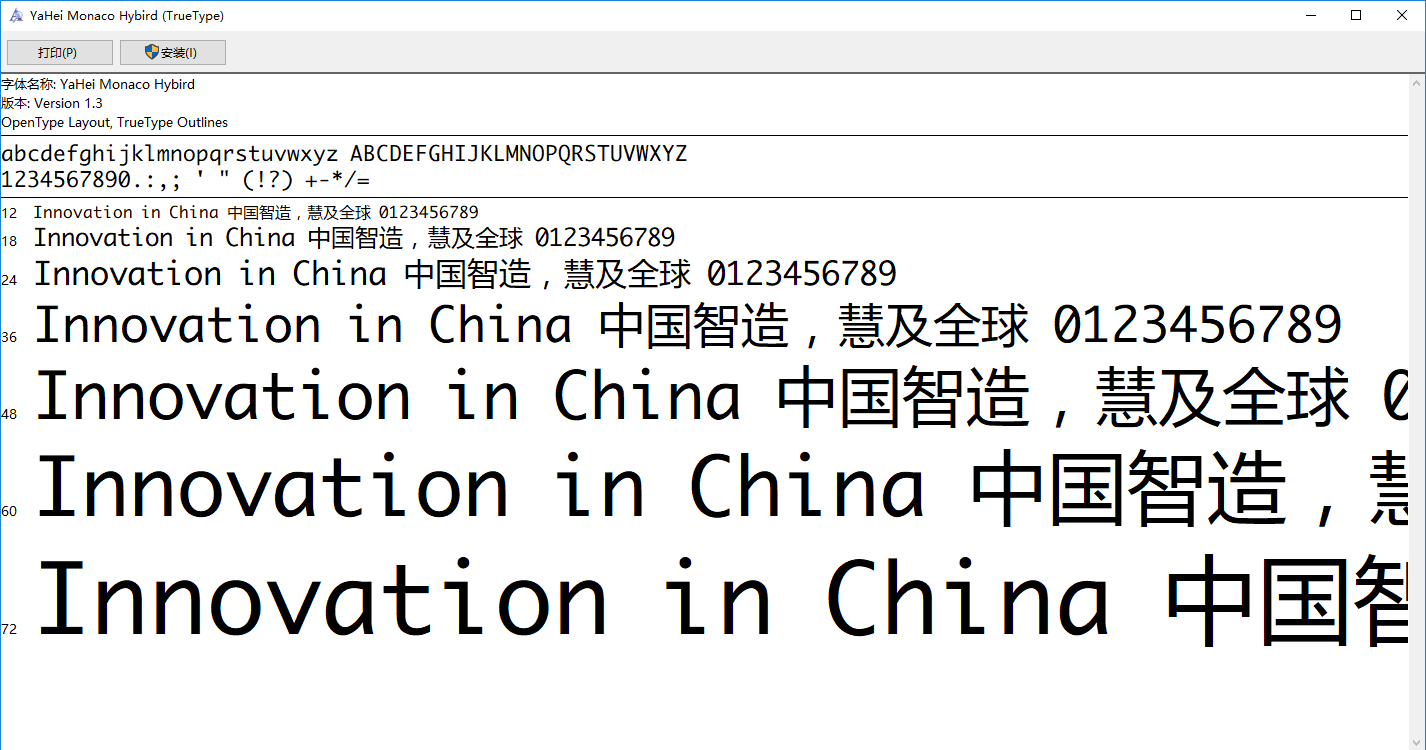 YaHei Monaco Hybird (TrueType)
打印(P) 安装(I)
字体名称: YaHei Monaco Hybird
版本: Version 1.3
OpenType Layout, TrueType Outlines
abcdefghijklmnopqrstuvwxyz ABCDEFGHIJKLMNOPQRSTUVWXYZ
1234567890.:,; ' " (!?) +-*/=
12 Innovation in China 中国智造，慧及全球 0123456789
18 Innovation in China 中国智造，慧及全球 0123456789
24 Innovation in China 中国智造，慧及全球 0123456789
36 Innovation in China 中国智造，慧及全球 0123456789
48 Innovation in China 中国智造，慧及全球 0
60 Innovation in China 中国智造，慧
72 Innovation in China 中国智